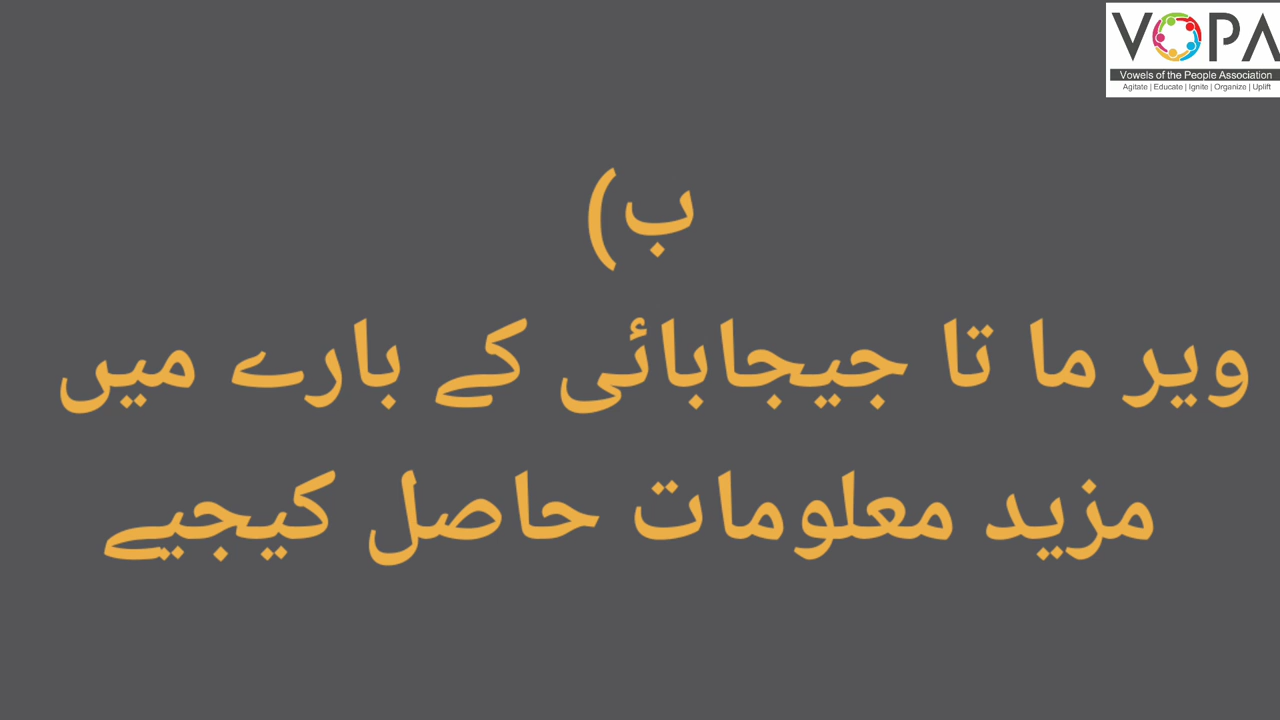 VOPA
Vowels of the People Association
Agitate | Educate | Ignite | Organize | Uplift
ب)
ویر ما تا جیجابائی کے بارے میں
مزید معلومات حاصل کیجیے